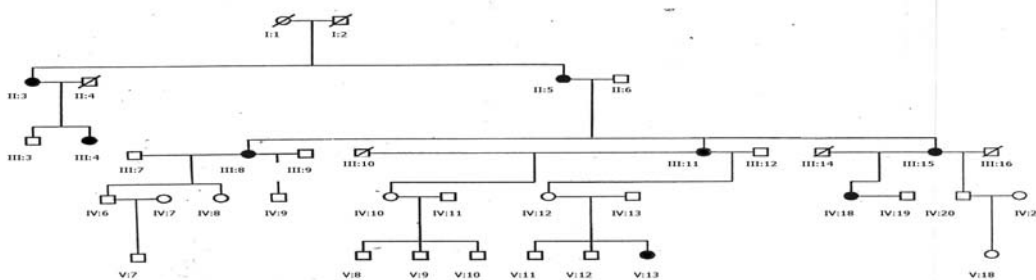 I:1 I:2
II:3 II:4 II:5 II:6
III:3 III:4 III:7 III:8 III:9 III:10 III:11 III:12 III:14 III:15 III:16
IV:6 IV:7 IV:8 IV:9 IV:10 IV:11 IV:12 IV:13 IV:18 IV:19 IV:20
V:7 V:8 V:9 V:10 V:11 V:12 V:13 V:18